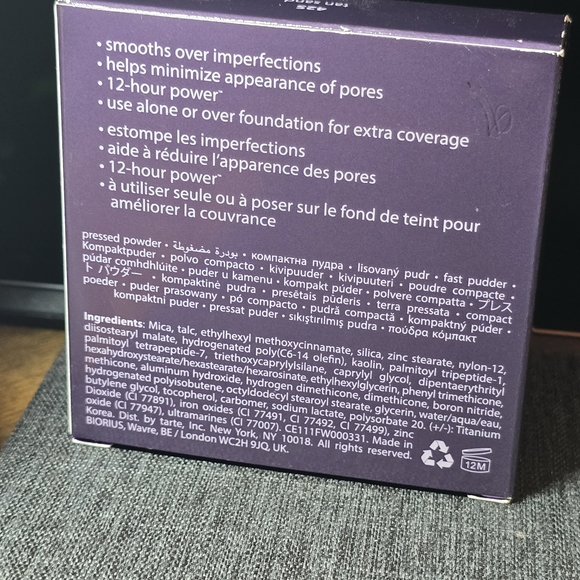 42S
tan sand
• smooths over imperfections
• helps minimize appearance of pores
• 12-hour power™
• use alone or over foundation for extra coverage
• estompe les imperfections
• aide à réduire l'apparence des pores
• 12-hour power™
• à utiliser seule ou à poser sur le fond de teint pour
améliorer la couvrance
pressed powder • بودرة مضغوطة • компактна пудра • lisovaný pudr • fast pudder •
Kompaktpuder • polvo compacto • kivipuuder • kivipuuteri • poudre compacte •
púdar comhdhlúite • puder u kamenu • kompakt púder • polvere compatta • プレス
ト パウダー • kompaktinė pudra • presētais pūderis • terra pressata • compact
poeder • puder prasowany • pó compacto • pudră compactă • kompaktný púder •
kompaktni puder • pressat puder • sıkıştırılmış pudra • πούδρα κόμπακτ
Ingredients: Mica, talc, ethylhexyl methoxycinnamate, silica, zinc stearate, nylon-12,
diisostearyl malate, hydrogenated poly(C6-14 olefin), kaolin, palmitoyl tripeptide-1,
palmitoyl tetrapeptide-7, triethoxycaprylylsilane, caprylyl glycol, dipentaerythrityl
hexahydroxystearate/hexastearate/hexarosinate, ethylhexylglycerin, phenyl trimethicone,
methicone, aluminum hydroxide, hydrogen dimethicone, dimethicone, boron nitride,
hydrogenated polyisobutene, octyldodecyl stearoyl stearate, glycerin, water/aqua/eau,
butylene glycol, tocopherol, carbomer, sodium lactate, polysorbate 20. (+/-): Titanium
Dioxide (CI 77891), iron oxides (CI 77491, CI 77492, CI 77499), zinc
oxide (CI 77947), ultramarines (CI 77007). CE111FW000331. Made in
Korea. Dist. by tarte, Inc. New York, NY 10018. All rights reserved.
BIORIUS, Wavre, BE / London WC2H 9JQ, UK.
12M